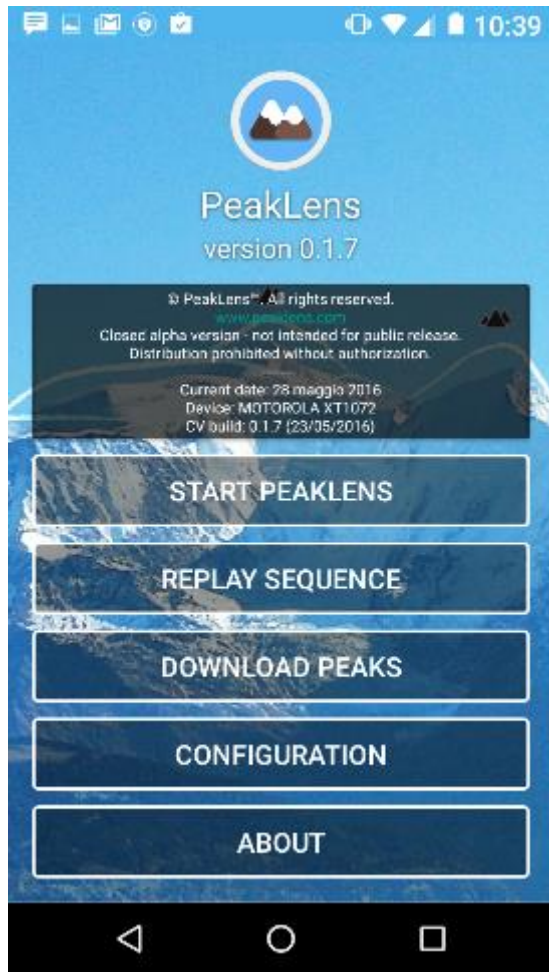 10:39
PeakLens
version 0.1.7
© PeakLens™. All rights reserved.
www.peaklens.com
Closed alpha version - not intended for public release.
Distribution prohibited without authorization.
Current date: 28 maggio 2016
Device: MOTOROLA XT1072
CV build: 0.1.7 (23/05/2016)
START PEAKLENS
REPLAY SEQUENCE
DOWNLOAD PEAKS
CONFIGURATION
ABOUT